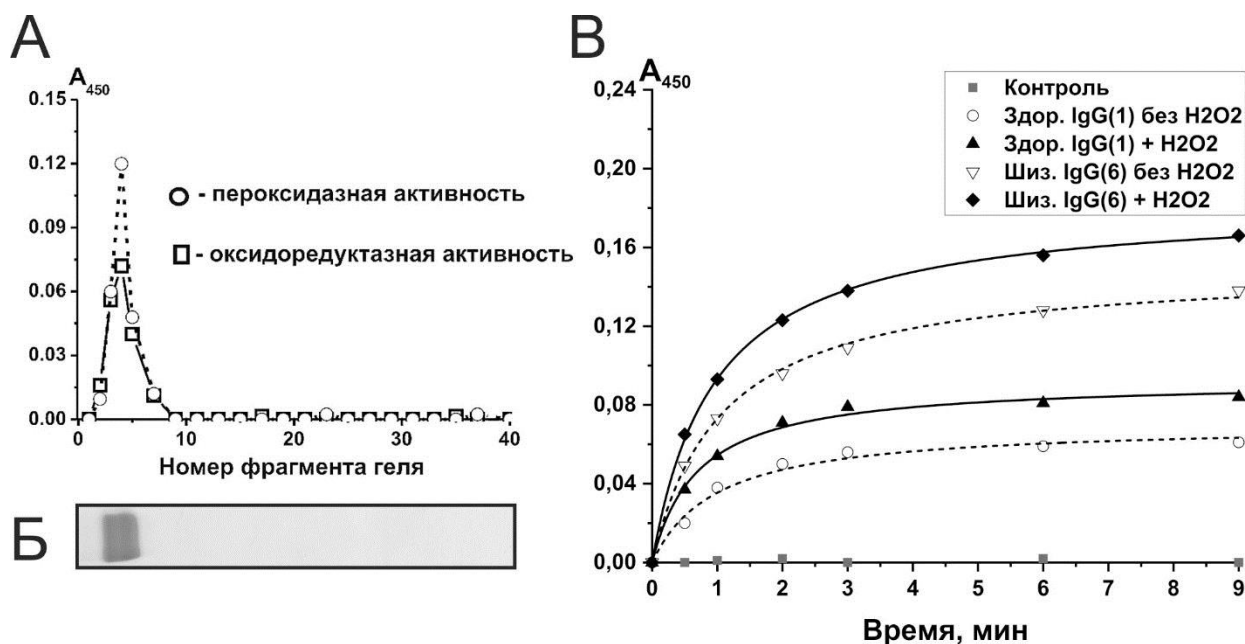 А
A450
0.15
0.12
0.09
0.06
0.03
0.00
- пероксидазная активность
- оксидоредуктазная активность
0
10
20
30
40
Номер фрагмента геля
Б
В
A450
0,24
0,20
0,16
0,12
0,08
0,04
0,00
Контроль
Здор. IgG(1) без H2O2
Здор. IgG(1) + H2O2
Шиз. IgG(6) без H2O2
Шиз. IgG(6) + H2O2
0 1 2 3 4 5 6 7 8 9
Время, мин